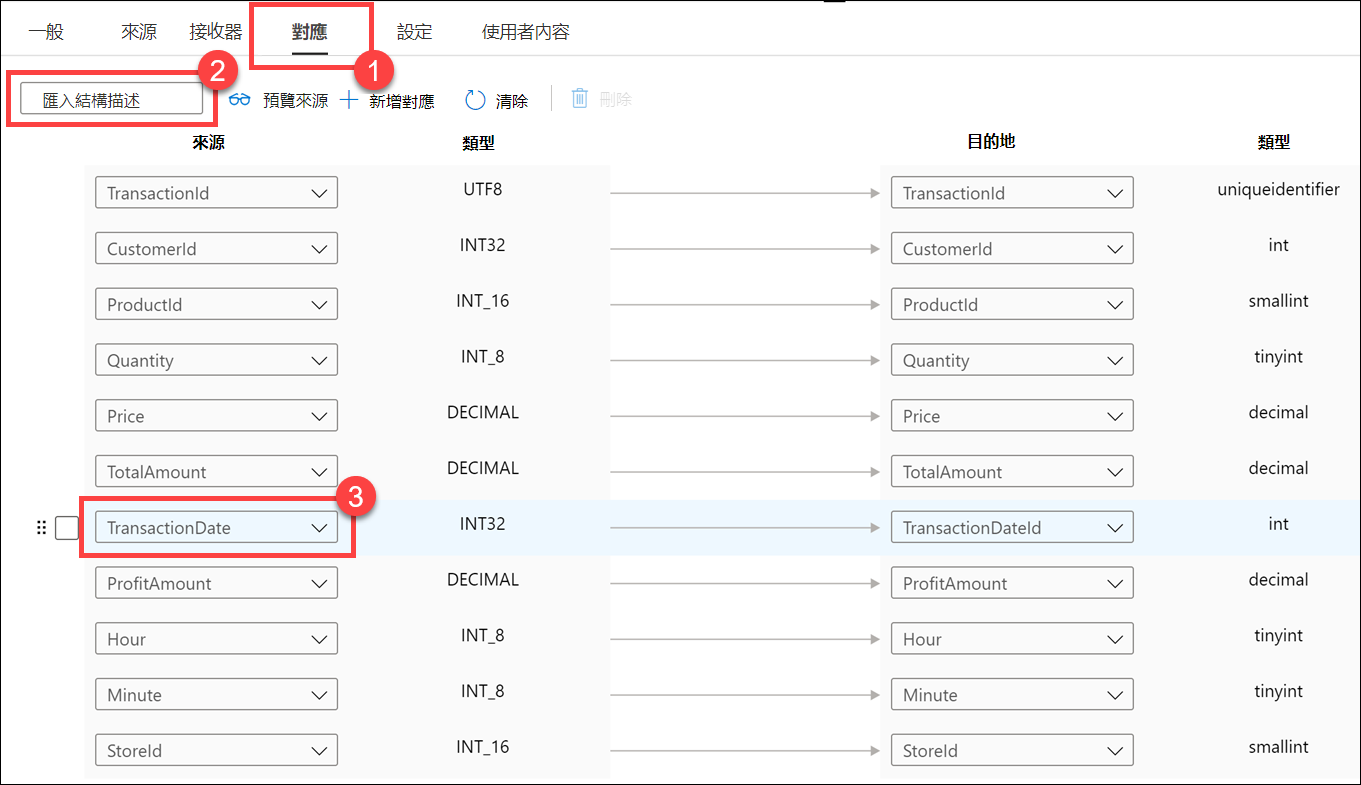 一般 來源 接收器 對應 設定 使用者內容
1
2
匯入結構描述 預覽來源 新增對應 清除 刪除
來源 類型 目的地 類型
TransactionId UTF8 TransactionId uniqueidentifier
CustomerId INT32 CustomerId int
ProductId INT_16 ProductId smallint
Quantity INT_8 Quantity tinyint
Price DECIMAL Price decimal
TotalAmount DECIMAL TotalAmount decimal
3
TransactionDate INT32 TransactionDateId int
ProfitAmount DECIMAL ProfitAmount decimal
Hour INT_8 Hour tinyint
Minute INT_8 Minute tinyint
StoreId INT_16 StoreId smallint